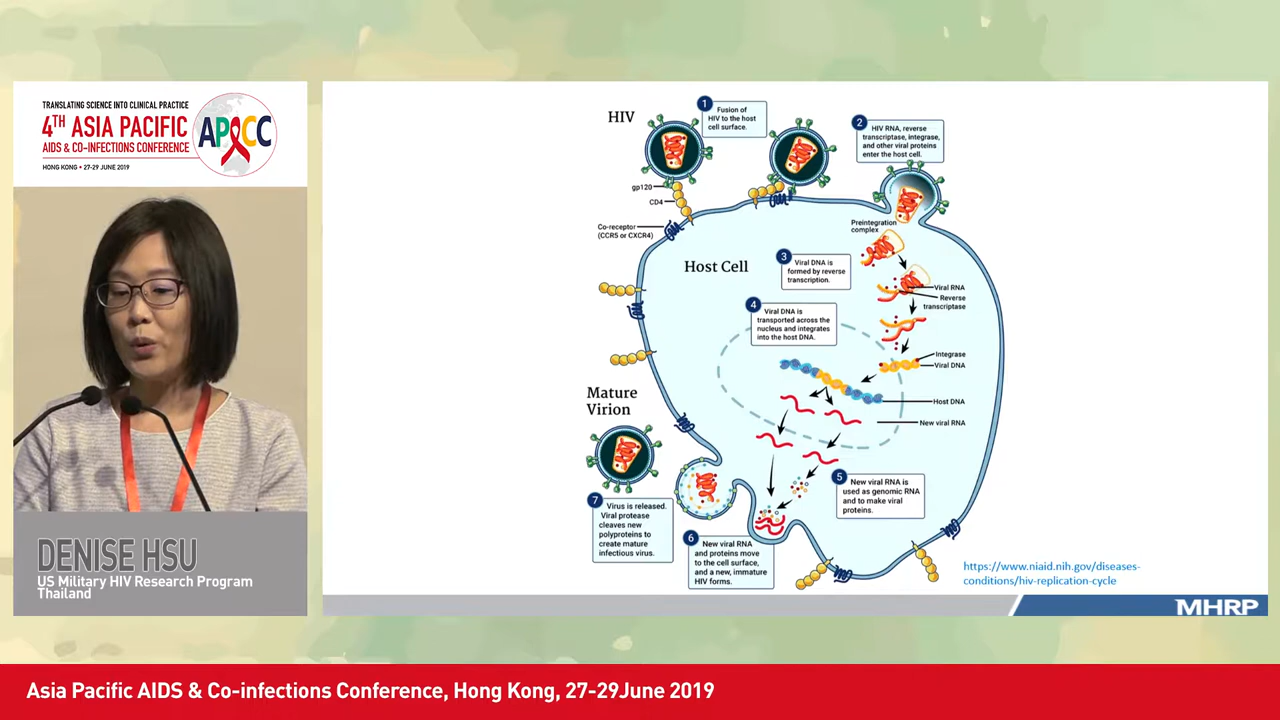 TRANSLATING SCIENCE INTO CLINICAL PRACTICE
4TH ASIA PACIFIC
AIDS & CO-INFECTIONS CONFERENCE
HONG KONG • 27-29 JUNE 2019
APACC
HIV
1
Fusion of
HIV to the host
cell surface.
2
HIV RNA, reverse
transcriptase, integrase,
and other viral proteins
enter the host cell.
gp120
CD4
Co-receptor
(CCR5 or CXCR4)
Preintegration
complex
Host Cell
3
Viral DNA is
formed by reverse
transcription.
Viral RNA
Reverse
transcriptase
4
Viral DNA is
transported across the
nucleus and integrates
into the host DNA.
Integrase
Viral DNA
Host DNA
New viral RNA
Mature
Virion
5
New viral RNA is
used as genomic RNA
and to make viral
proteins.
7
Virus is released.
Viral protease
cleaves new
polyproteins to
create mature
infectious virus.
6
New viral RNA
and proteins move
to the cell surface,
and a new, immature
HIV forms.
https://www.niaid.nih.gov/diseases-
conditions/hiv-replication-cycle
MHRP
DENISE HSU
US Military HIV Research Program
Thailand
Asia Pacific AIDS & Co-infections Conference, Hong Kong, 27-29June 2019